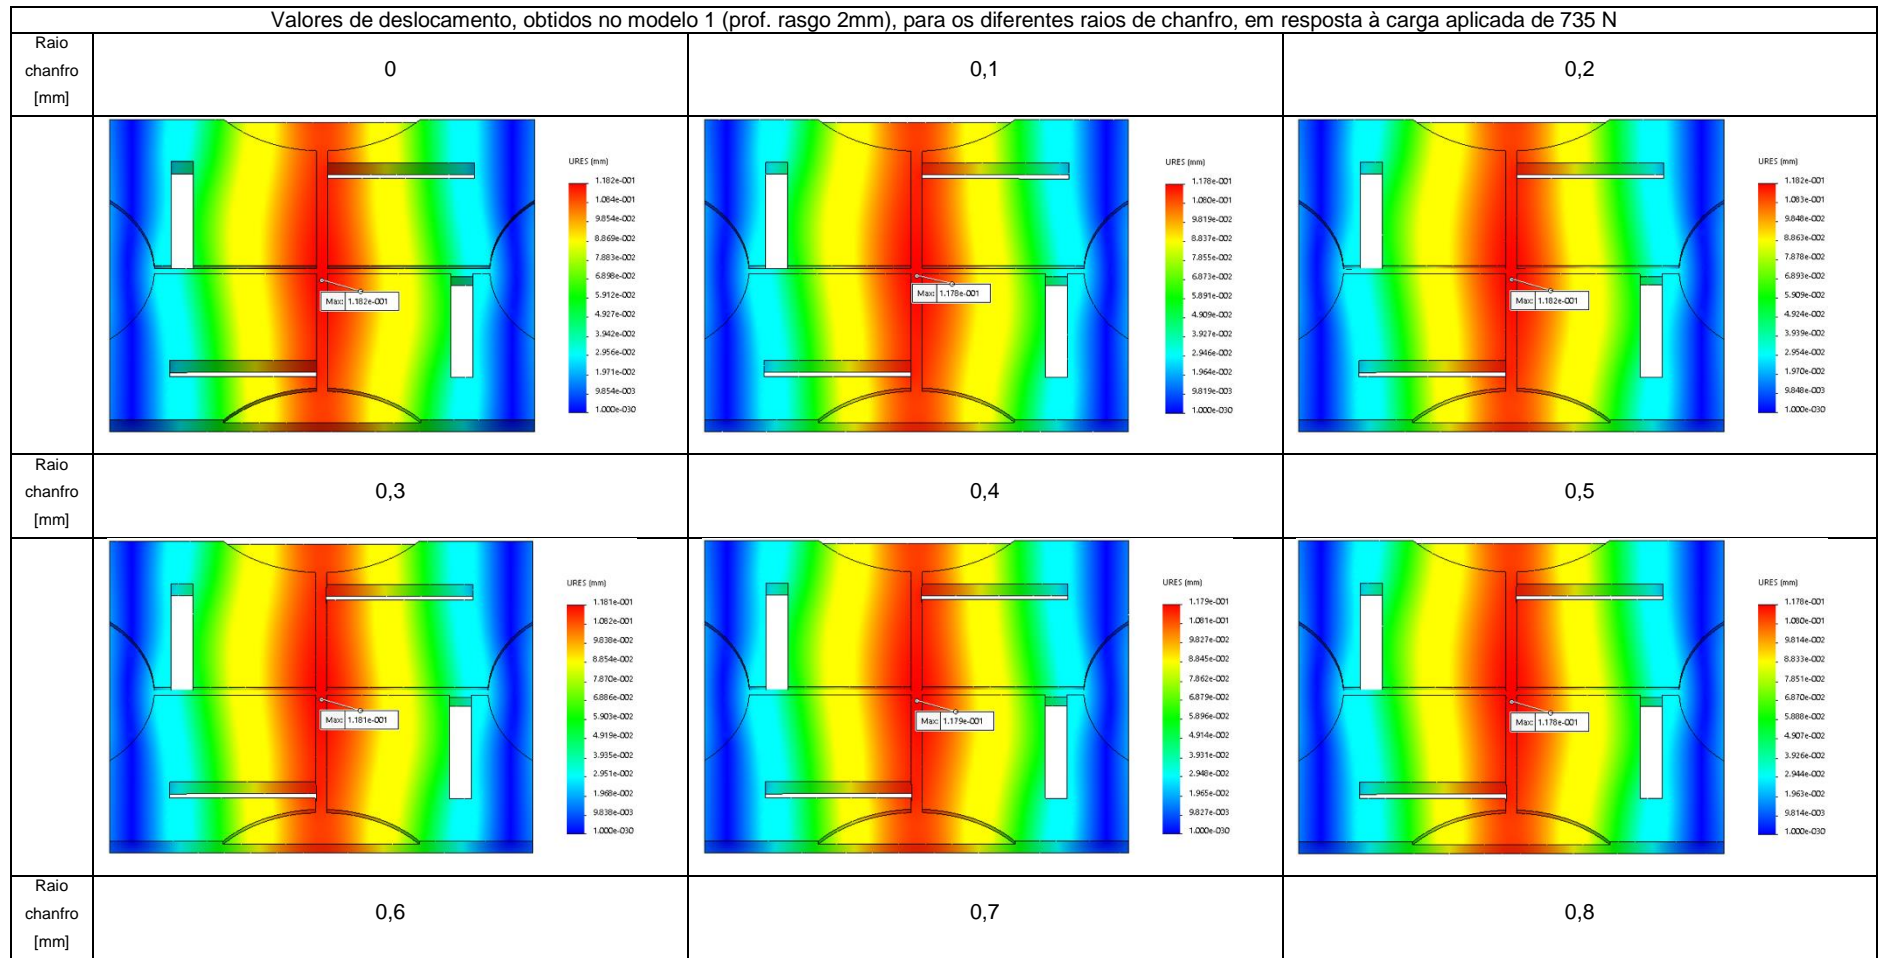 Valores de deslocamento, obtidos no modelo 1 (prof. rasgo 2mm), para os diferentes raios de chanfro, em resposta à carga aplicada de 735 N
Raio
chanfro
[mm]
0
0,1
0,2
URES (mm)
1.182e-001
1.064e-001
9.854e-002
8.869e-002
7.883e-002
6.898e-002
5.912e-002
4.927e-002
3.942e-002
2.956e-002
1.971e-002
9.854e-003
1.000e-030
Max: 1.182e-001
URES (mm)
1.178e-001
1.080e-001
9.819e-002
8.837e-002
7.855e-002
6.873e-002
5.891e-002
4.909e-002
3.927e-002
2.946e-002
1.964e-002
9.819e-003
1.000e-030
Max: 1.178e-001
URES (mm)
1.182e-001
1.083e-001
9.848e-002
8.863e-002
7.878e-002
6.893e-002
5.909e-002
4.924e-002
3.939e-002
2.954e-002
1.970e-002
9.848e-003
1.000e-030
Max: 1.182e-001
Raio
chanfro
[mm]
0,3
0,4
0,5
URES (mm)
1.181e-001
1.082e-001
9.838e-002
8.854e-002
7.870e-002
6.886e-002
5.903e-002
4.919e-002
3.935e-002
2.951e-002
1.968e-002
9.838e-003
1.000e-030
Max: 1.181e-001
URES (mm)
1.179e-001
1.081e-001
9.827e-002
8.845e-002
7.862e-002
6.879e-002
5.896e-002
4.914e-002
3.931e-002
2.948e-002
1.965e-002
9.827e-003
1.000e-030
Max: 1.179e-001
URES (mm)
1.178e-001
1.080e-001
9.814e-002
8.833e-002
7.851e-002
6.870e-002
5.888e-002
4.907e-002
3.926e-002
2.944e-002
1.963e-002
9.814e-003
1.000e-030
Max: 1.178e-001
Raio
chanfro
[mm]
0,6
0,7
0,8